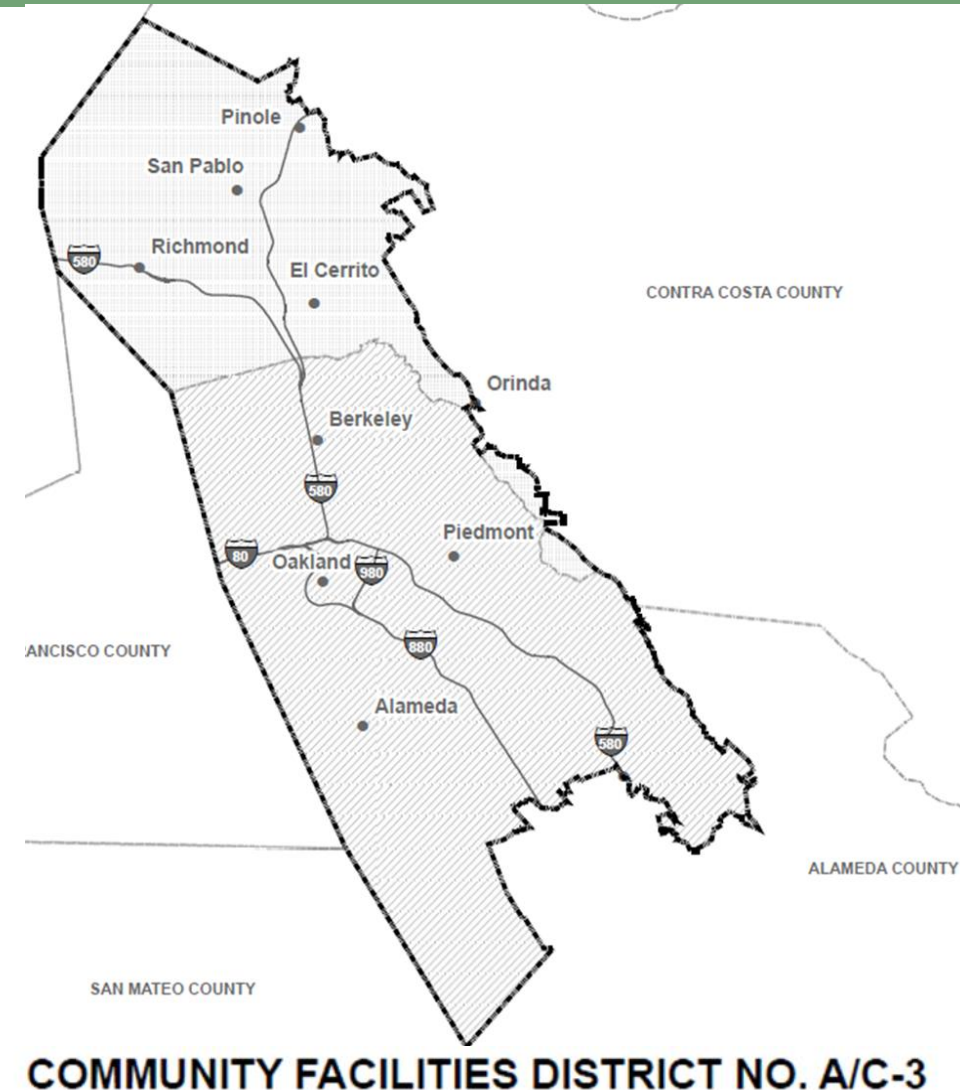 Pinole
San Pablo
Richmond
580
El Cerrito
CONTRA COSTA COUNTY
Orinda
Berkeley
580
Piedmont
80
Oakland
980
880
ANCISCO COUNTY
Alameda
580
ALAMEDA COUNTY
SAN MATEO COUNTY
COMMUNITY FACILITIES DISTRICT NO. A/C-3